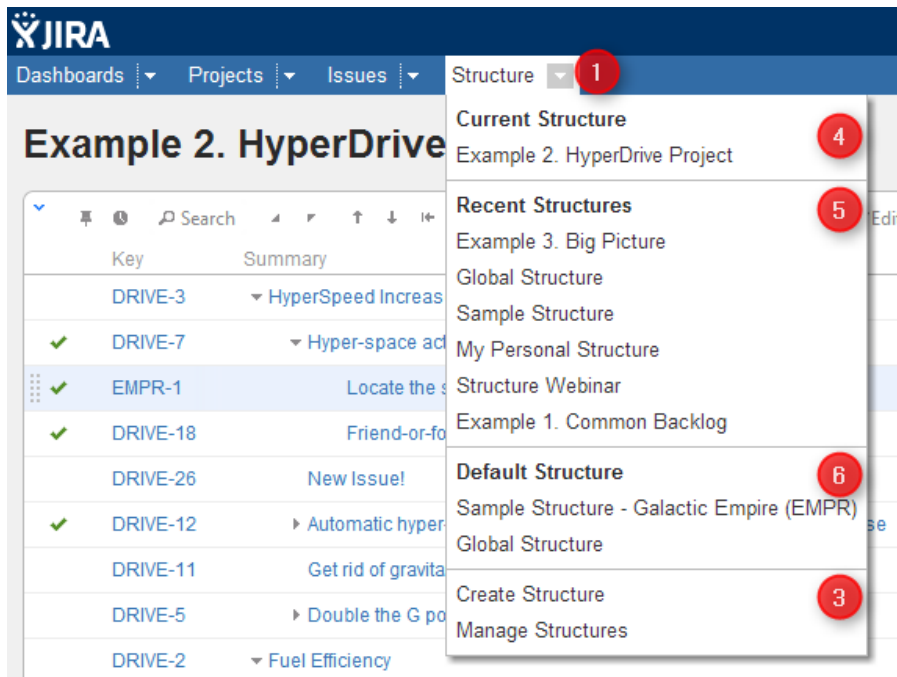 JIRA
Dashboards Projects Issues Structure 1
Current Structure 4
Example 2. HyperDrive Project
Example 2. HyperDrive
Recent Structures 5
Search Edi
Example 3. Big Picture
Key Summary
Global Structure
DRIVE-3 HyperSpeed Increas
Sample Structure
DRIVE-7 Hyper-space act
My Personal Structure
EMPR-1 Locate the s
Structure Webinar
Example 1. Common Backlog
DRIVE-18 Friend-or-fo
Default Structure 6
DRIVE-26 New Issue!
Sample Structure - Galactic Empire (EMPR)
DRIVE-12 Automatic hyper- se
Global Structure
DRIVE-11 Get rid of gravita
Create Structure 3
DRIVE-5 Double the G po
Manage Structures
DRIVE-2 Fuel Efficiency